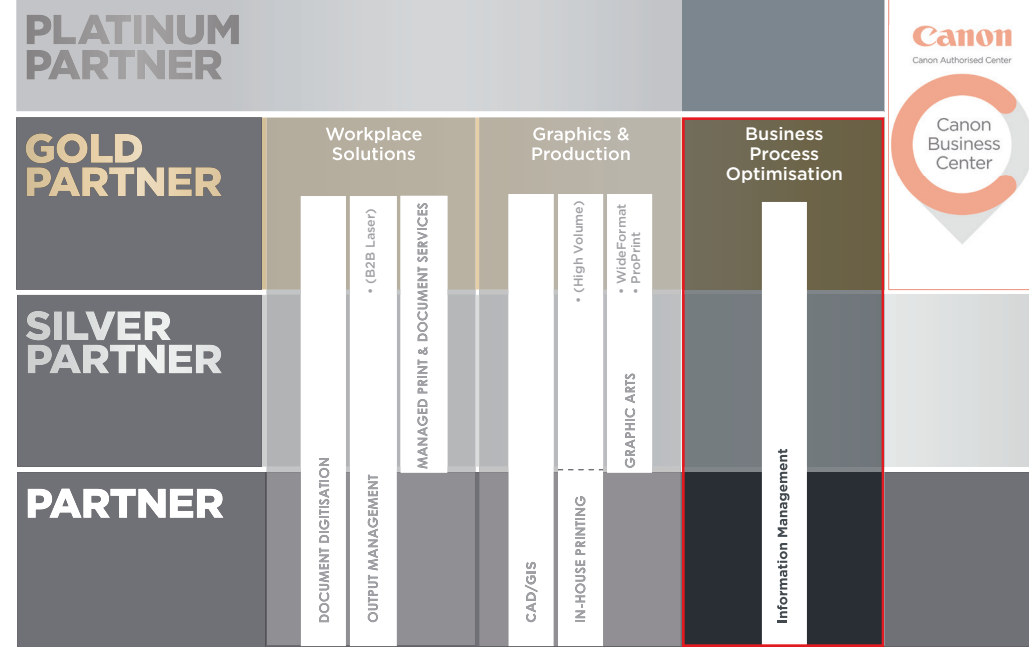 PLATINUM
PARTNER
Canon
Canon Authorised Center
Canon
Business
Center
GOLD
PARTNER
Workplace
Solutions
Graphics &
Production
Business
Process
Optimisation
SILVER
PARTNER
PARTNER
DOCUMENT DIGITISATION
OUTPUT MANAGEMENT
• (B2B Laser)
MANAGED PRINT & DOCUMENT SERVICES
CAD/GIS
IN-HOUSE PRINTING
• (High Volume)
GRAPHIC ARTS
• WideFormat
• ProPrint
Information Management